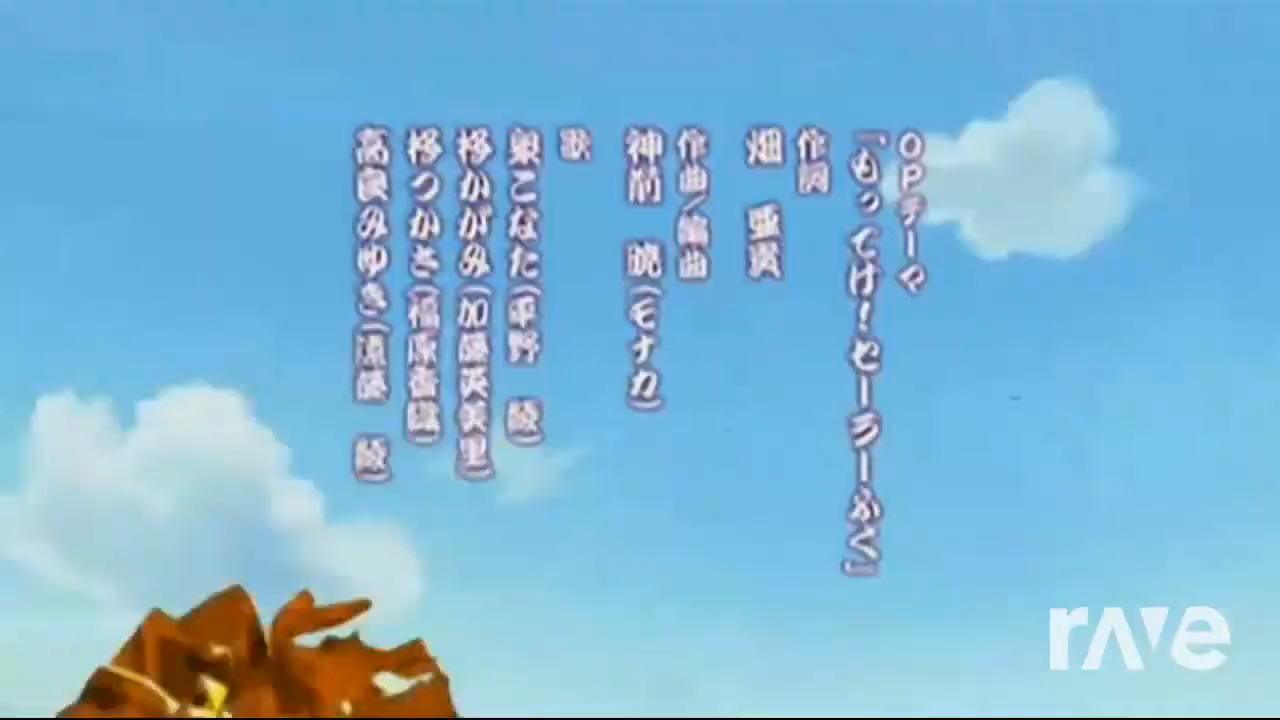 OPテーマ
「もってけ!セーラーふく」
作詞
畑 亜貴
作曲/編曲
神前 暁(モナカ)
歌
泉こなた(平野 綾)
柊かがみ(加藤英美里)
柊つかさ(福原香織)
高良みゆき(遠藤 綾)
rave